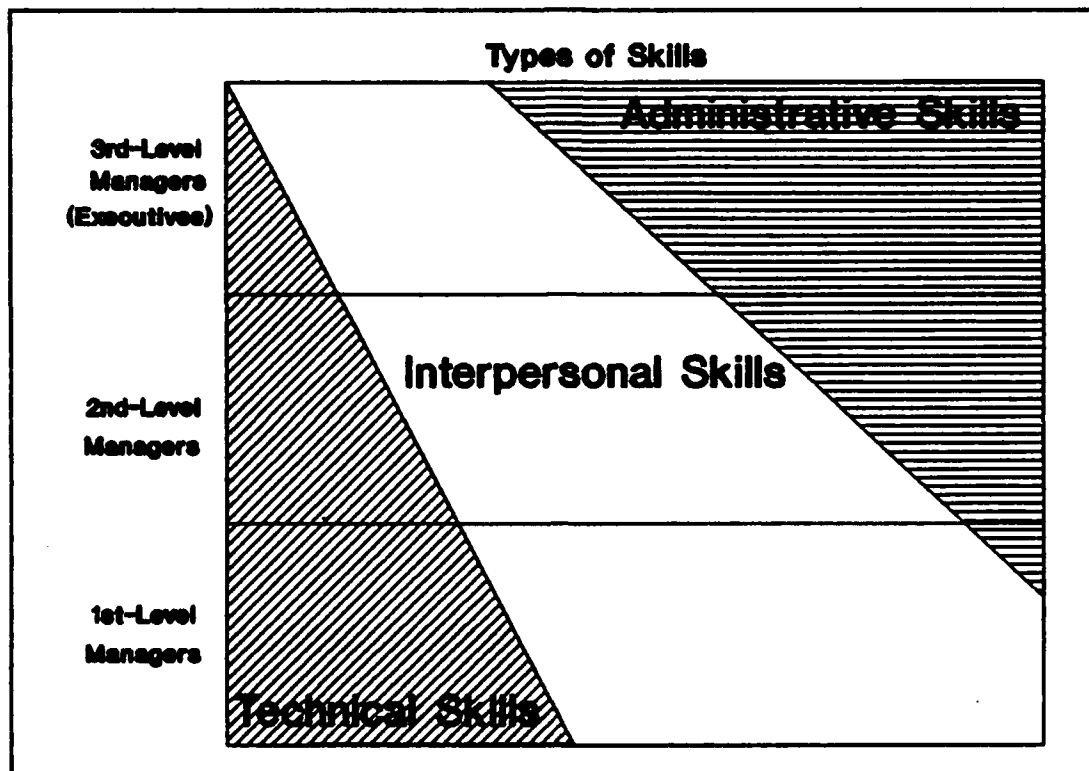 Types of Skills
Administrative Skills
3rd-Level
Managers
(Executives)
Interpersonal Skills
2nd-Level
Managers
1st-Level
Managers
Technical Skills